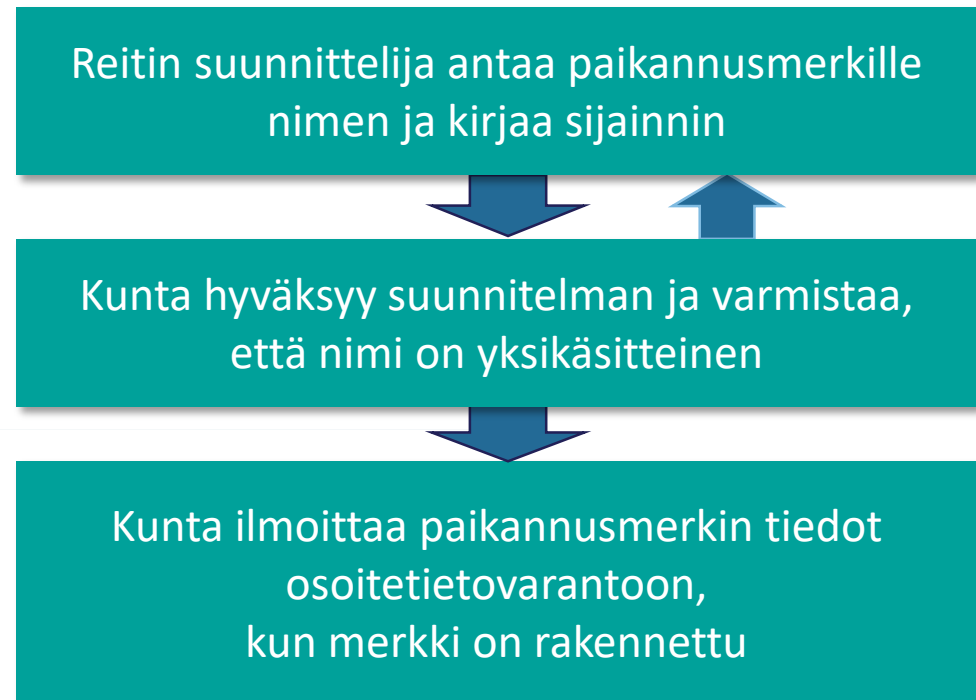 Reitin suunnittelija antaa paikannusmerkille
nimen ja kirjaa sijainnin
Kunta hyväksyy suunnitelman ja varmistaa,
että nimi on yksikäsitteinen
Kunta ilmoittaa paikannusmerkin tiedot
osoitetietovarantoon,
kun merkki on rakennettu